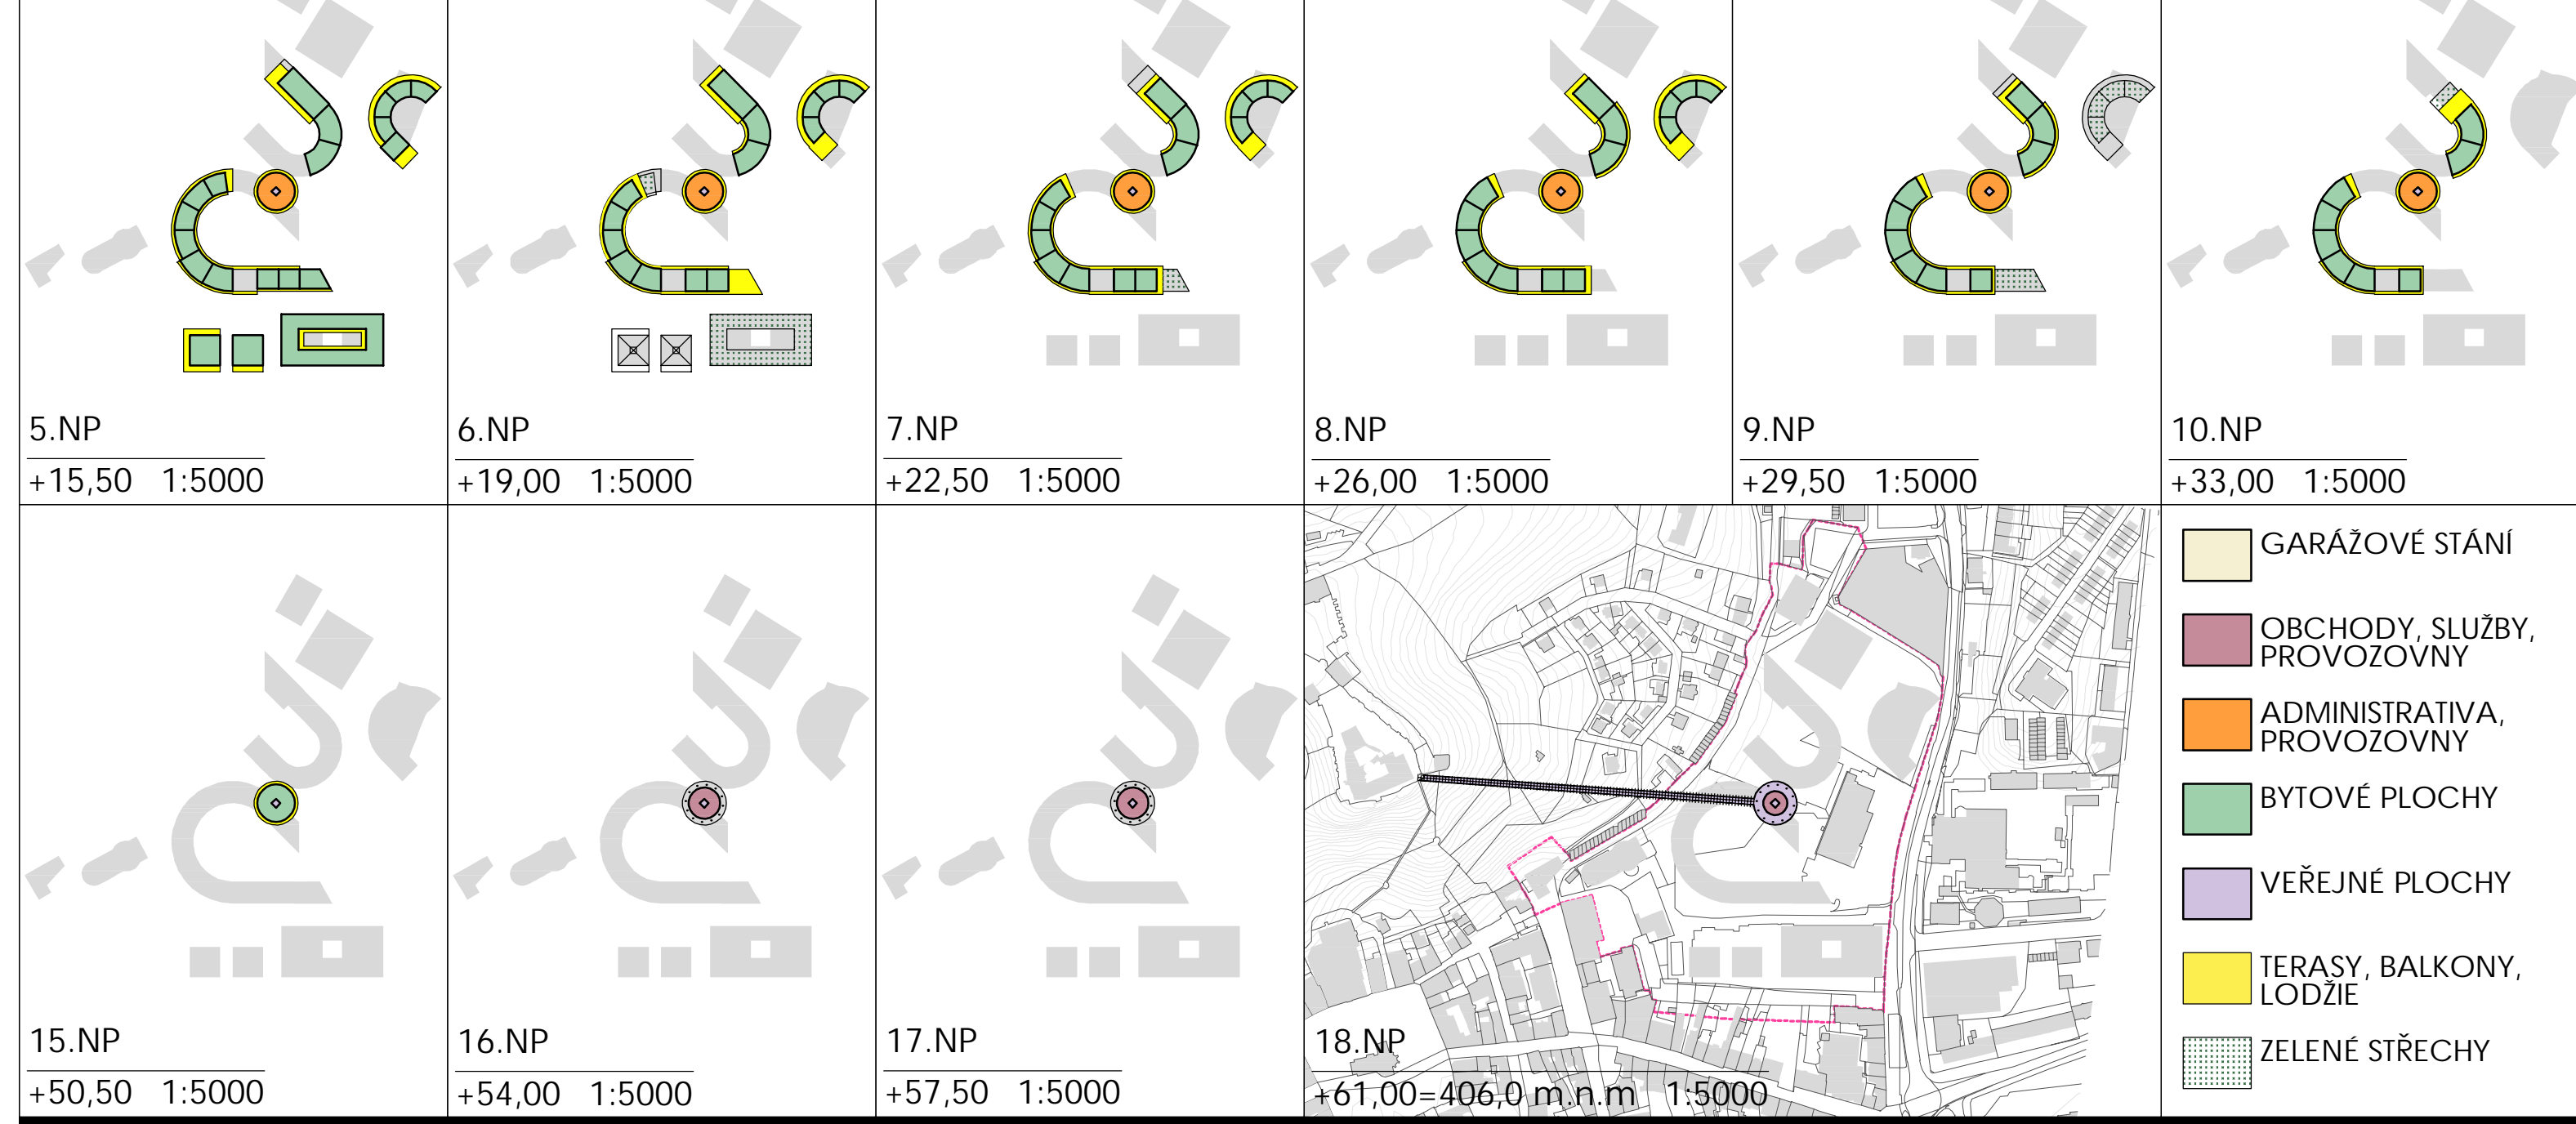 5.NP
+15,50 1:5000
6.NP
+19,00 1:5000
7.NP
+22,50 1:5000
8.NP
+26,00 1:5000
9.NP
+29,50 1:5000
10.NP
+33,00 1:5000
15.NP
+50,50 1:5000
16.NP
+54,00 1:5000
17.NP
+57,50 1:5000
18.NP
+61,00=406,0 m.n.m 1:5000
GARÁŽOVÉ STÁNÍ
OBCHODY, SLUŽBY,
PROVOZOVNY
ADMINISTRATIVA,
PROVOZOVNY
BYTOVÉ PLOCHY
VEŘEJNÉ PLOCHY
TERASY, BALKONY,
LODŽIE
ZELENÉ STŘECHY